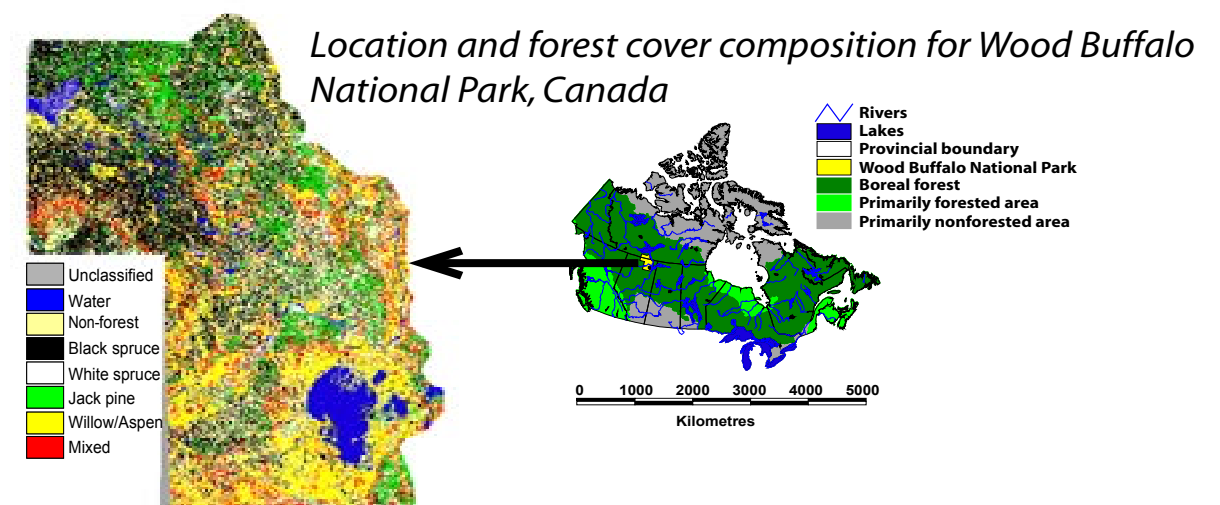 Location and forest cover composition for Wood Buffalo
National Park, Canada
Rivers
Lakes
Provincial boundary
Wood Buffalo National Park
Boreal forest
Primarily forested area
Primarily nonforested area
Unclassified
Water
Non-forest
Black spruce
White spruce
Jack pine
Willow/Aspen
Mixed
0 1000 2000 3000 4000 5000
Kilometres